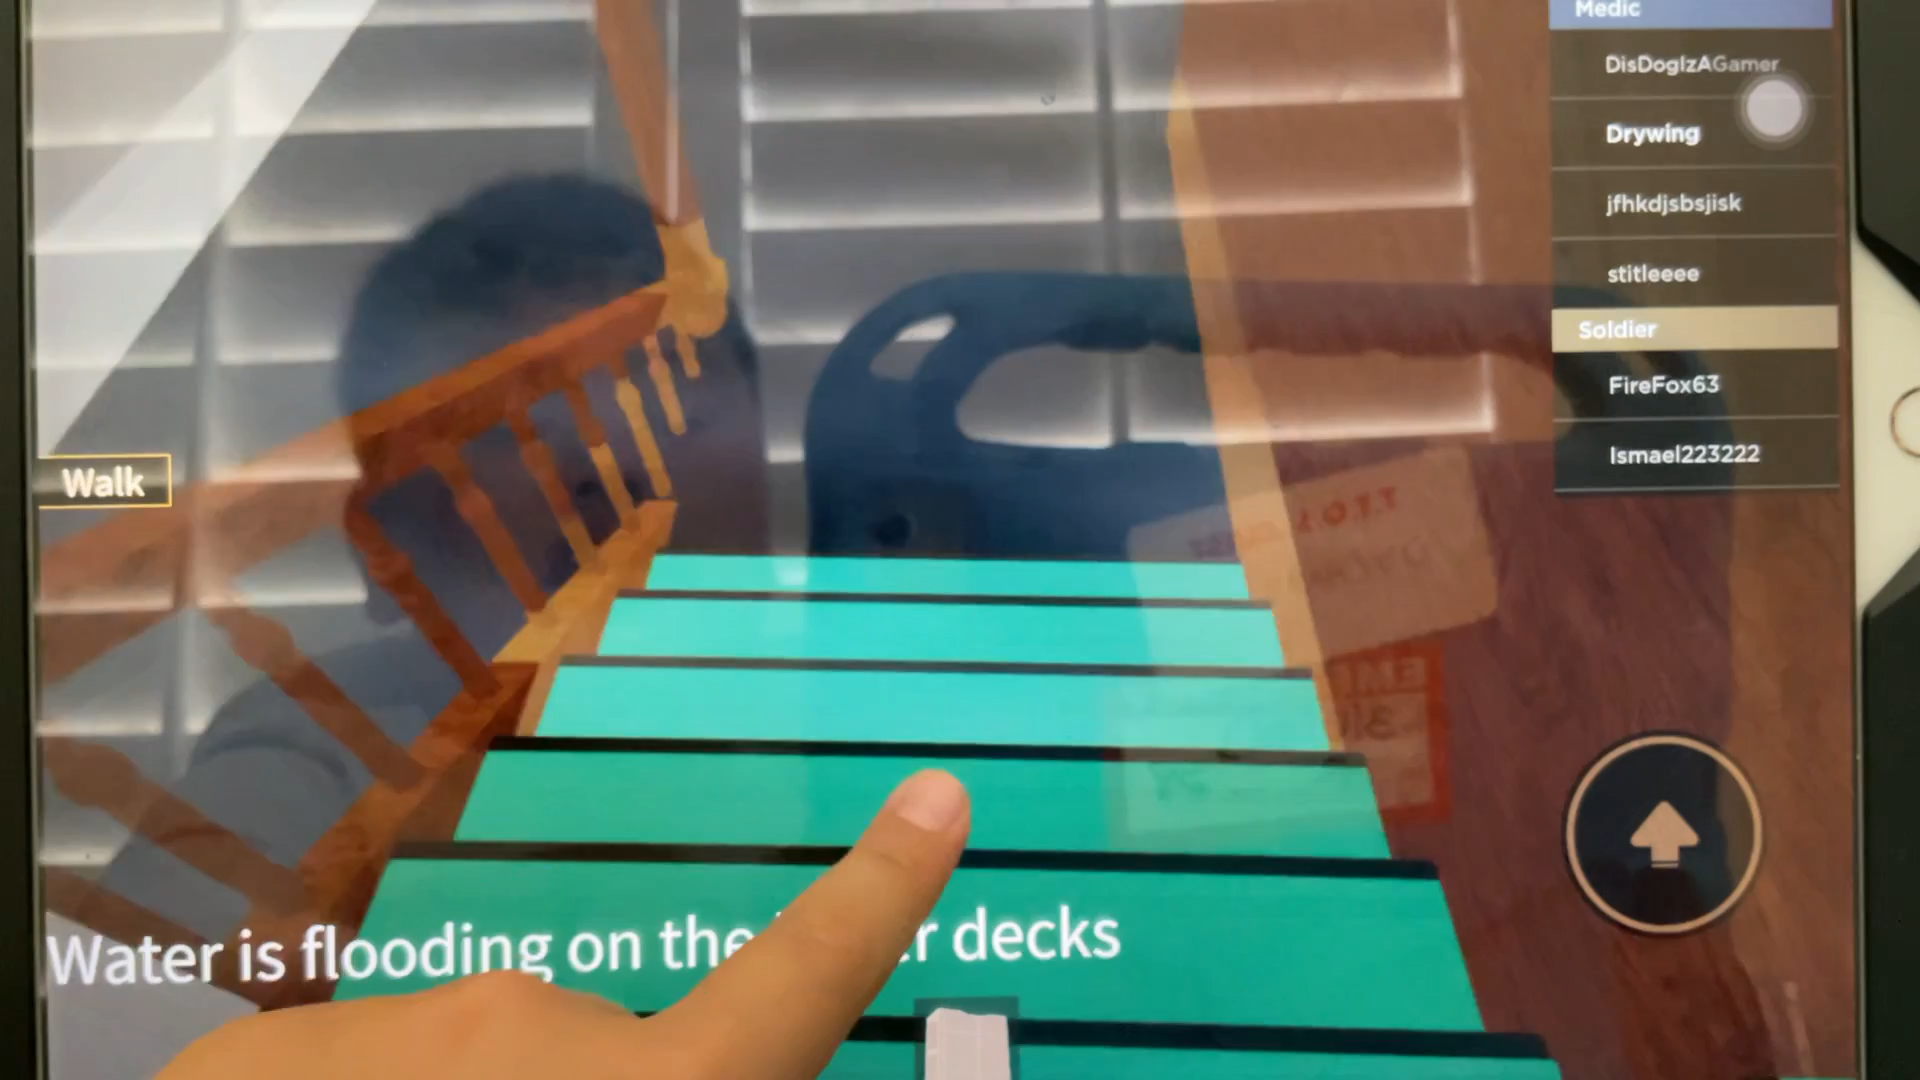 Medic
DisDogIzAGamer
Drywing
jfhkdjsbsjisk
stitleeee
Soldier
FireFox63
Ismael223222
Walk
Water is flooding on the decks